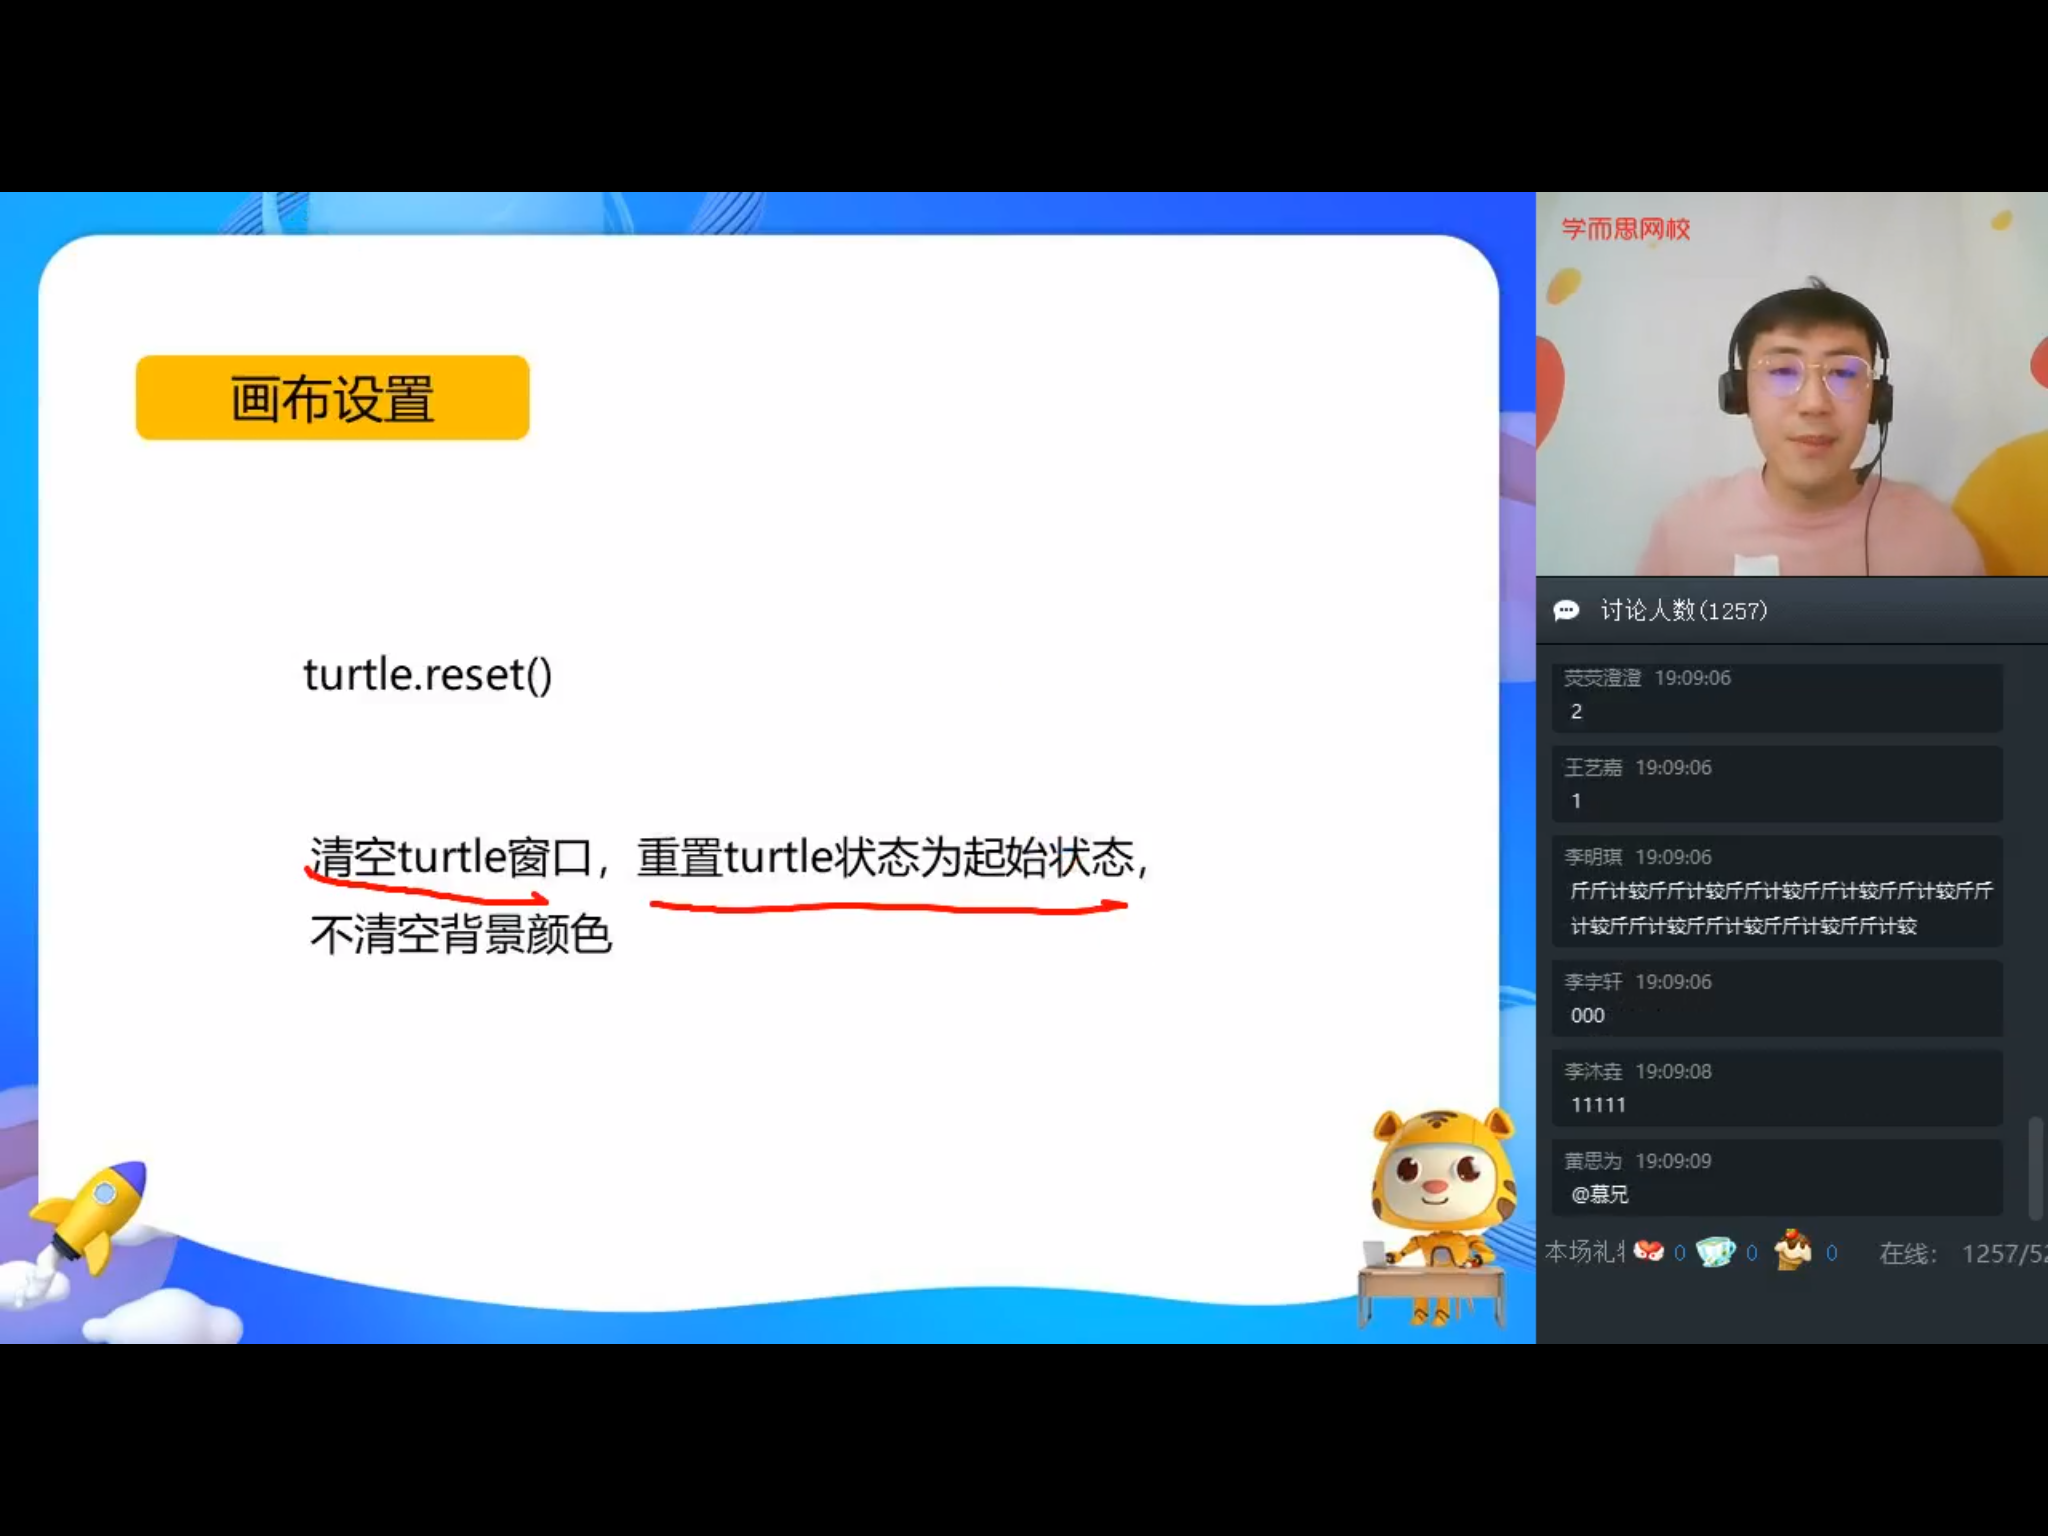 画布设置
turtle.reset()
清空turtle窗口，重置turtle状态为起始状态，
不清空背景颜色
学而思网校
讨论人数(1257)
荧荧澄澄 19:09:06
2
王艺嘉 19:09:06
1
李明琪 19:09:06
斤斤计较斤斤计较斤斤计较斤斤计较斤斤计较斤斤
计较斤斤计较斤斤计较斤斤计较斤斤计较
李宇轩 19:09:06
000
李沐垚 19:09:08
11111
黄思为 19:09:09
@慕兄
本场礼 0 0 0 在线： 1257/52